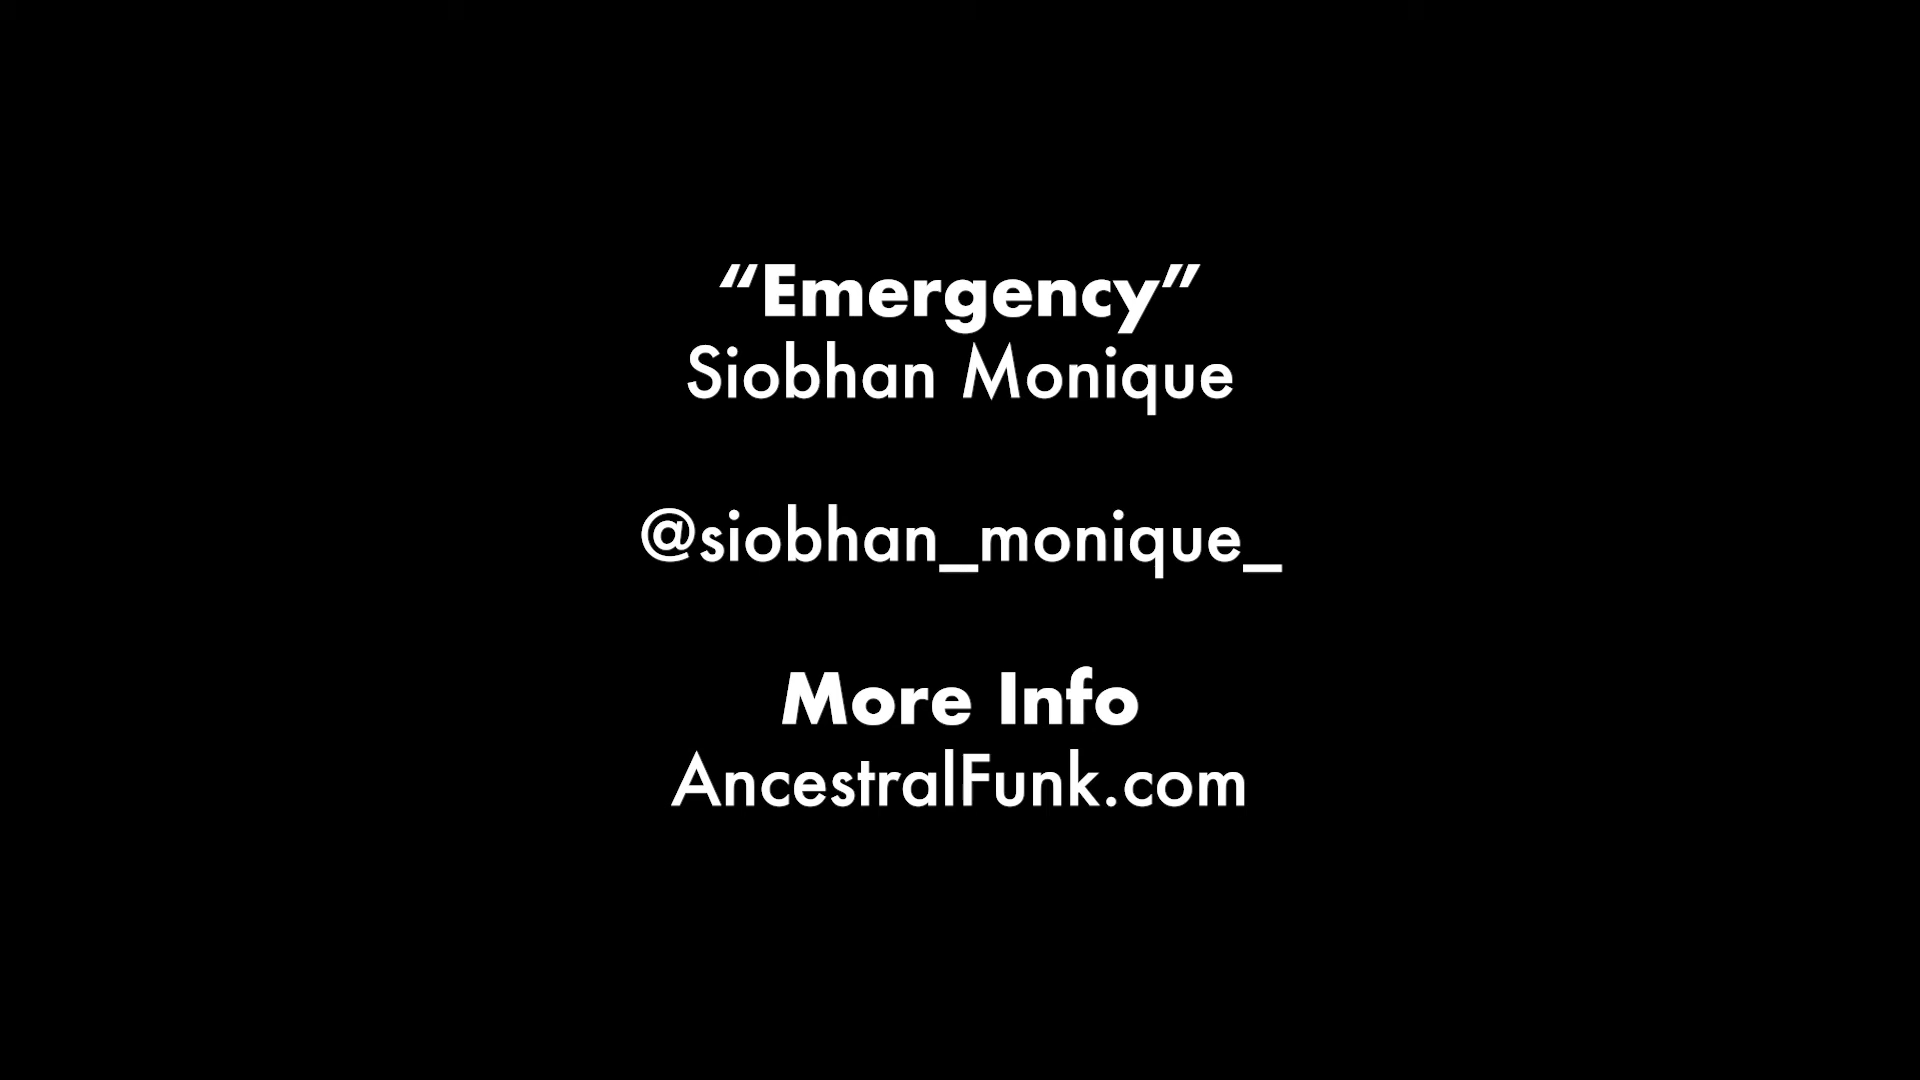 “Emergency”
Siobhan Monique
@siobhan_monique_
More Info
AncestralFunk.com